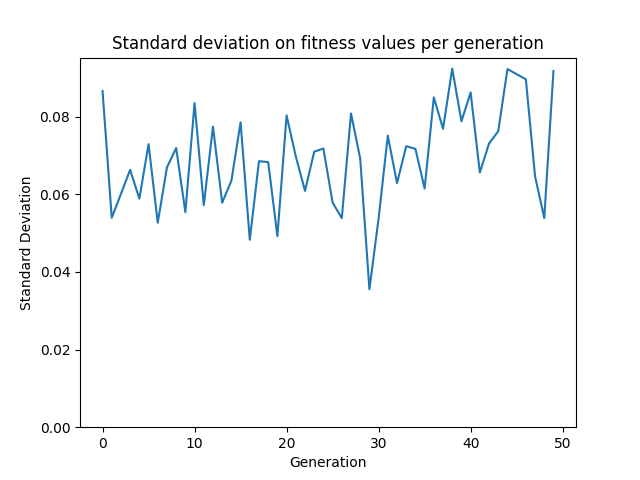 Standard deviation on fitness values per generation
Standard Deviation
0.08
0.06
0.04
0.02
0.00
0 10 20 30 40 50
Generation